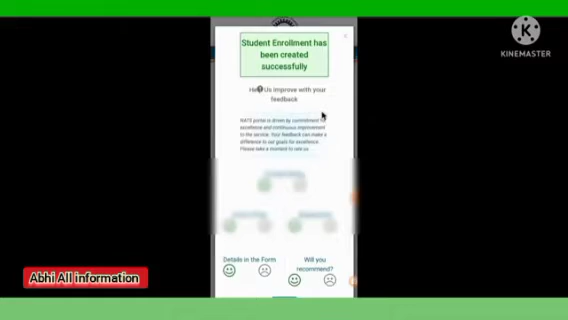 Student Enrollment has
been created
successfully
Us improve with your
feedback
NATS portal is driven by commitment for
excellence and continuous improvement
to the service. Your feedback can make a
difference to our goals for excellence.
Please take a moment to rate us
Details in the Form
Will you
recommend?
Abhi All information
K
KINEMASTER